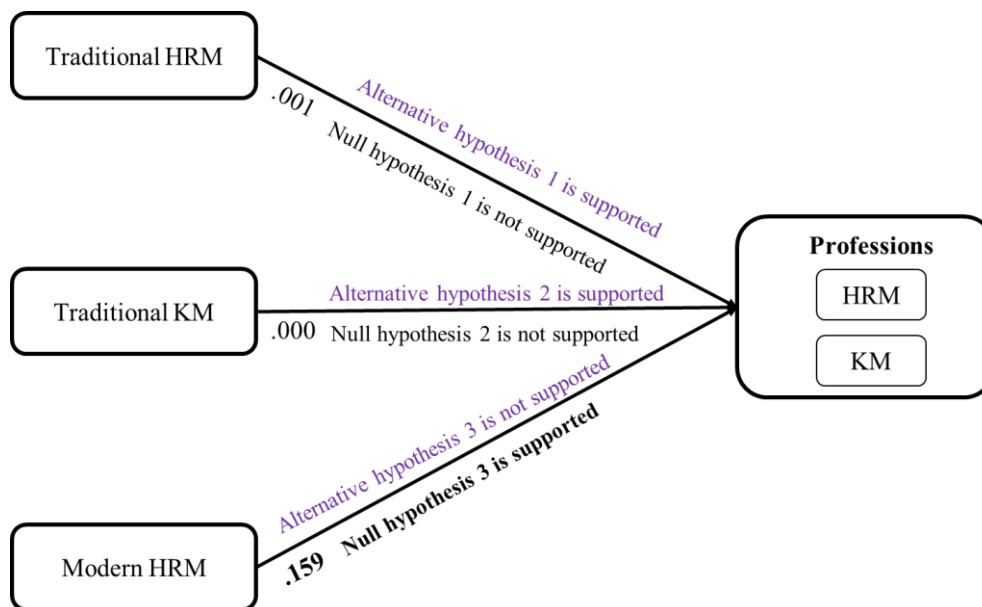 Traditional HRM
Alternative hypothesis 1 is supported
.001 Null hypothesis 1 is not supported
Professions
HRM
KM
Traditional KM
Alternative hypothesis 2 is supported
.000 Null hypothesis 2 is not supported
Alternative hypothesis 3 is not supported
.159 Null hypothesis 3 is supported
Modern HRM